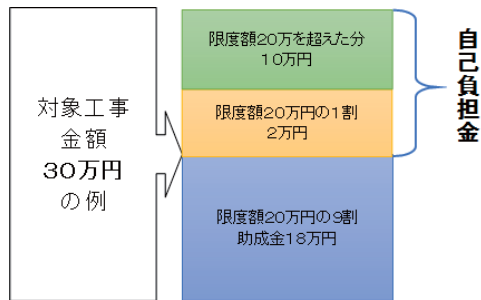 対象工事
金額
30万円
の例
限度額20万を超えた分
10万円
限度額20万円の1割
2万円
限度額20万円の9割
助成金18万円
自己負担金